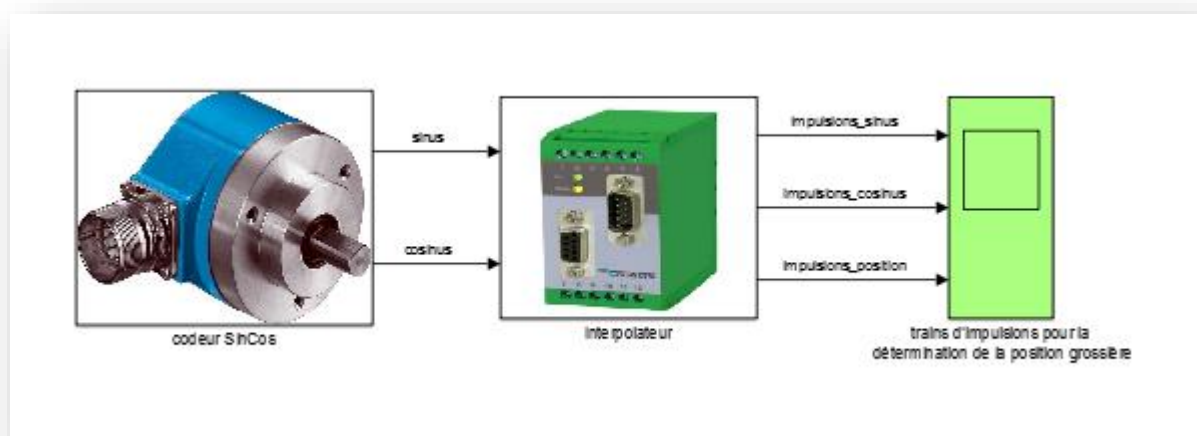 sinus
cosinus
codeur SinCos
interpolateur
impulsions_sinus
impulsions_cosinus
impulsions_position
trains d'impulsions pour la
détermination de la position grossière